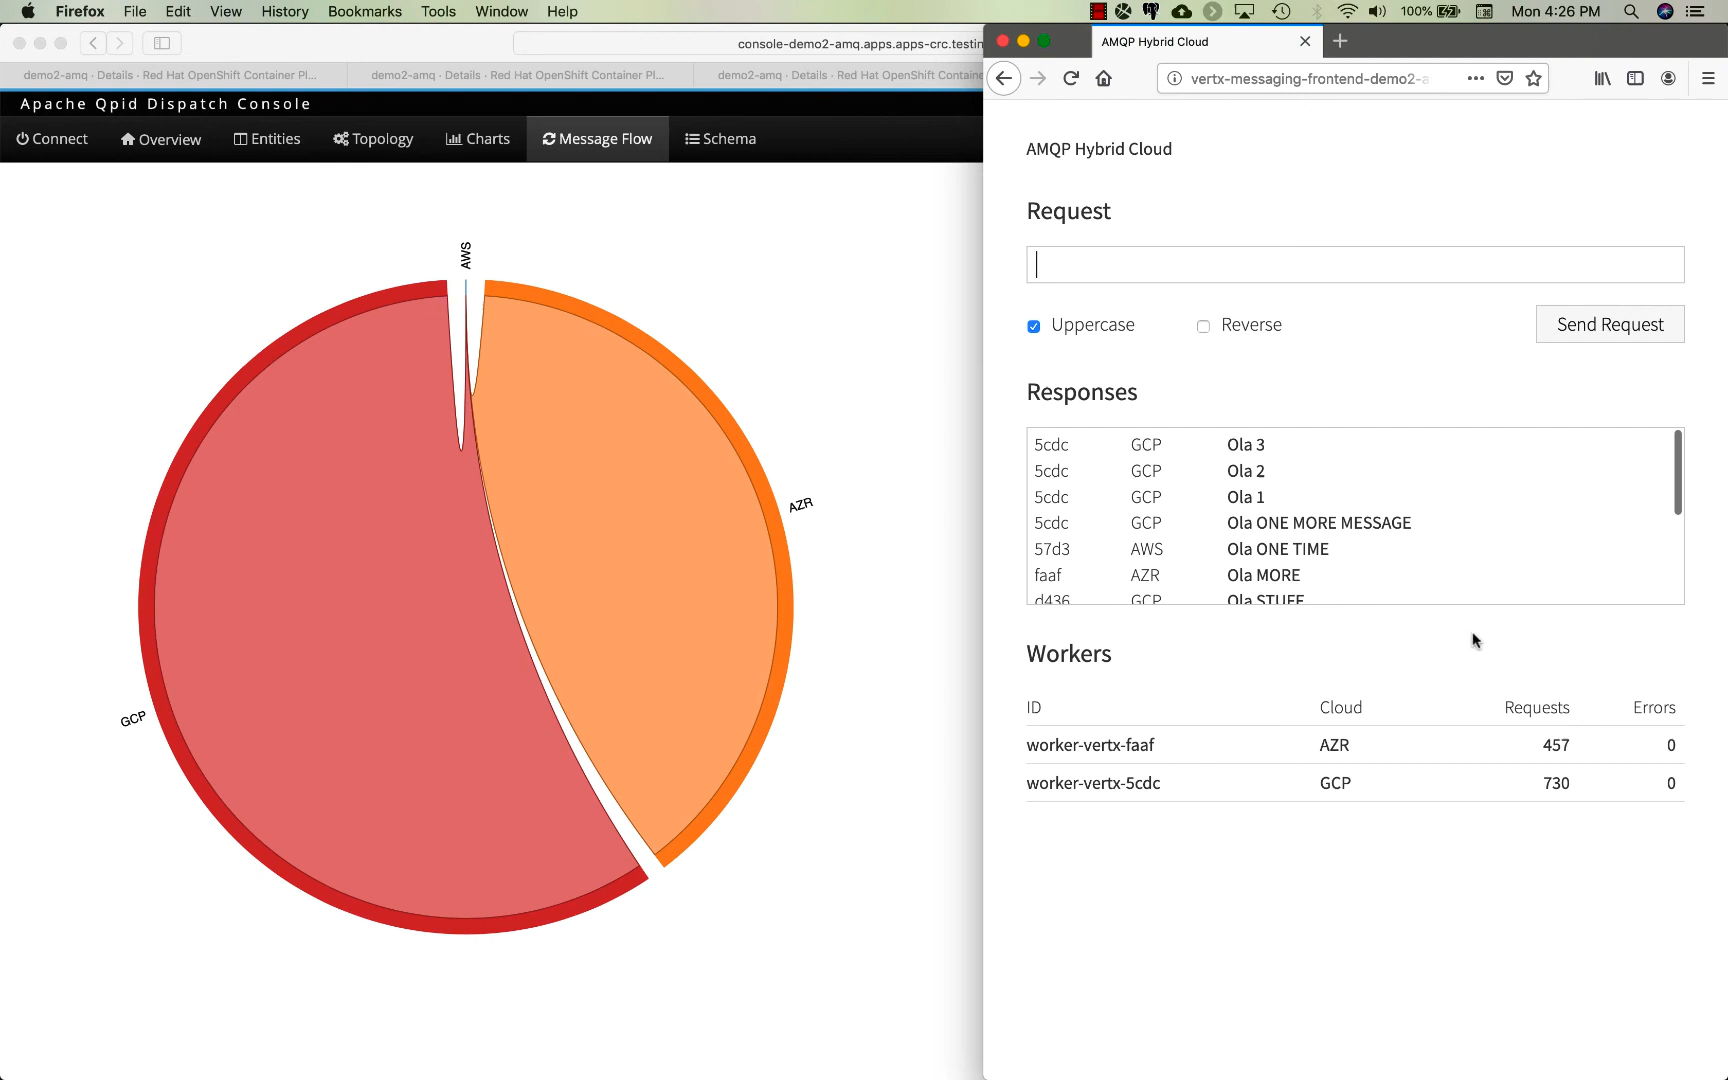 Firefox File Edit View History Bookmarks Tools Window Help 100% Mon 4:26 PM
console-demo2-amq.apps.apps-crc.testin
demo2-amq · Details · Red Hat OpenShift Container Pl... demo2-amq · Details · Red Hat OpenShift Container Pl... demo2-amq · Details · Red Hat OpenShift Containe
Apache Qpid Dispatch Console
Connect Overview Entities Topology Charts Message Flow Schema
AWS
AZR
GCP
AMQP Hybrid Cloud
vertx-messaging-frontend-demo2-a
AMQP Hybrid Cloud
Request
Uppercase Reverse Send Request
Responses
5cdc GCP Ola 3
5cdc GCP Ola 2
5cdc GCP Ola 1
5cdc GCP Ola ONE MORE MESSAGE
57d3 AWS Ola ONE TIME
faaf AZR Ola MORE
d436 GCP Ola STUFF
Workers
ID Cloud Requests Errors
worker-vertx-faaf AZR 457 0
worker-vertx-5cdc GCP 730 0